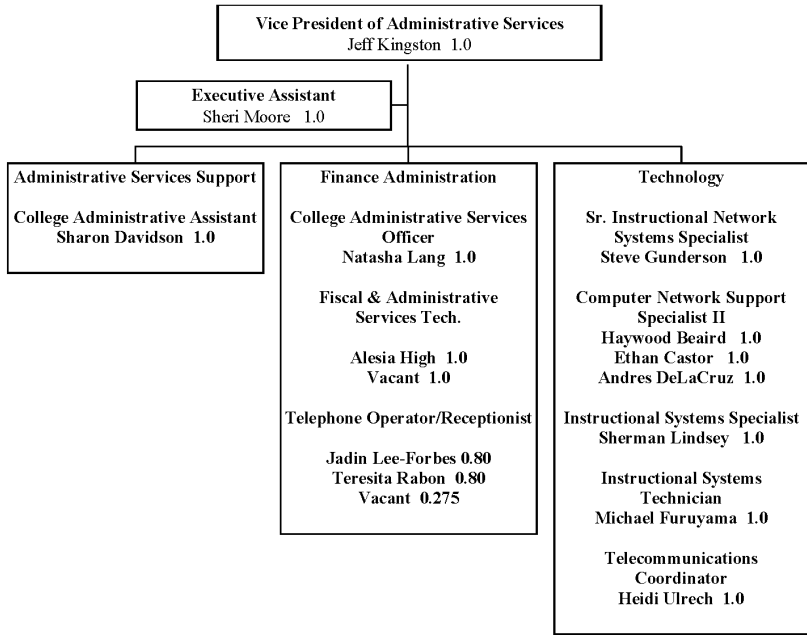 Vice President of Administrative Services
Jeff Kingston 1.0
Executive Assistant
Sheri Moore 1.0
Administrative Services Support
College Administrative Assistant
Sharon Davidson 1.0
Finance Administration
College Administrative Services
Officer
Natasha Lang 1.0
Fiscal & Administrative
Services Tech.
Alesia High 1.0
Vacant 1.0
Telephone Operator/Receptionist
Jadin Lee-Forbes 0.80
Teresita Rabon 0.80
Vacant 0.275
Technology
Sr. Instructional Network
Systems Specialist
Steve Gunderson 1.0
Computer Network Support
Specialist II
Haywood Beaird 1.0
Ethan Castor 1.0
Andres DeLaCruz 1.0
Instructional Systems Specialist
Sherman Lindsey 1.0
Instructional Systems
Technician
Michael Furuyama 1.0
Telecommunications
Coordinator
Heidi Ulrech 1.0